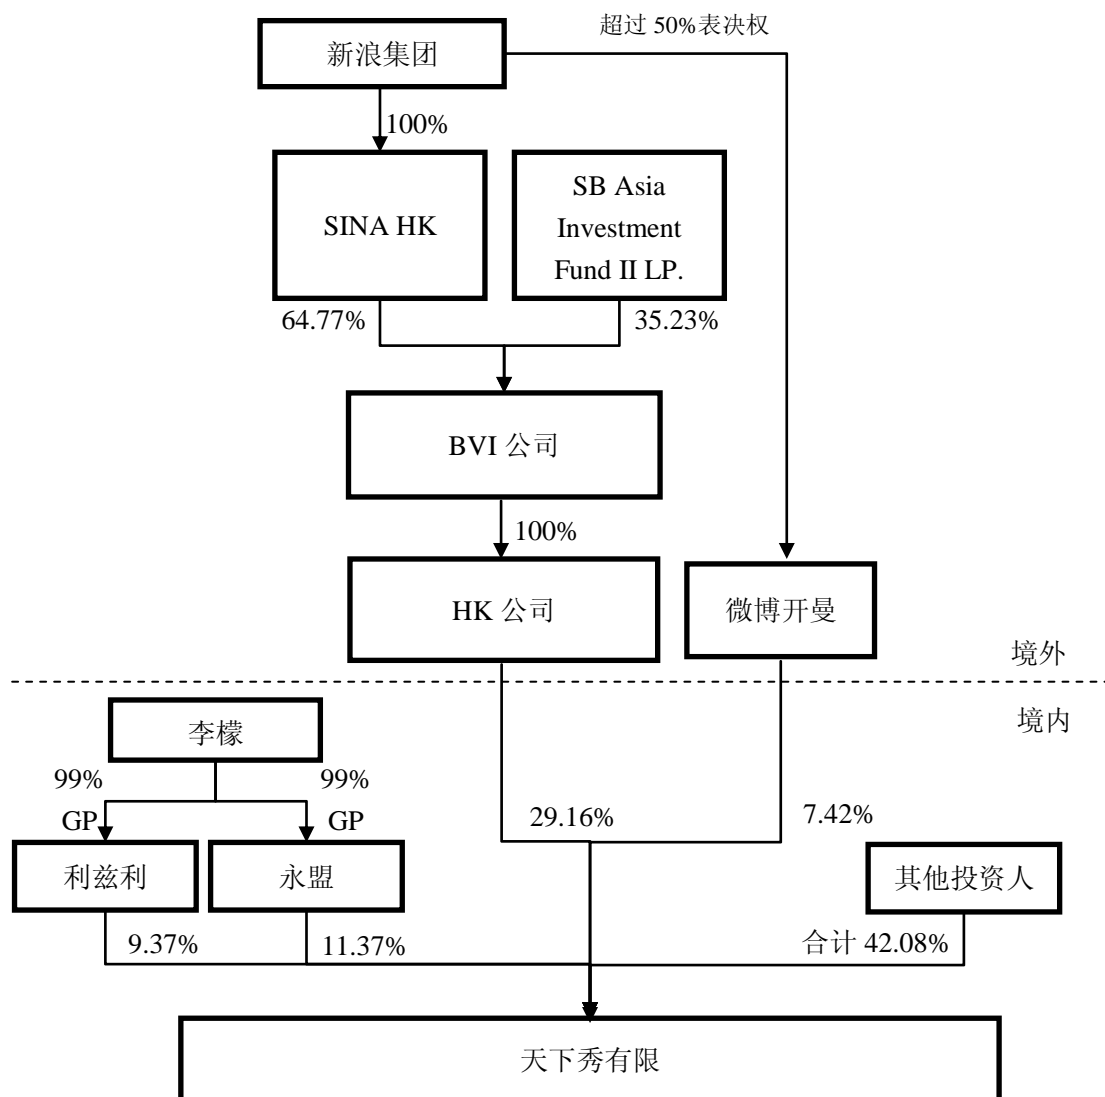 超过 50%表决权
新浪集团
100%
SINA HK
SB Asia
Investment
Fund II LP.
64.77%
35.23%
BVI 公司
100%
HK 公司
微博开曼
境外
境内
李檬
99%
99%
GP
GP
29.16%
7.42%
利兹利
永盟
其他投资人
9.37%
11.37%
合计 42.08%
天下秀有限